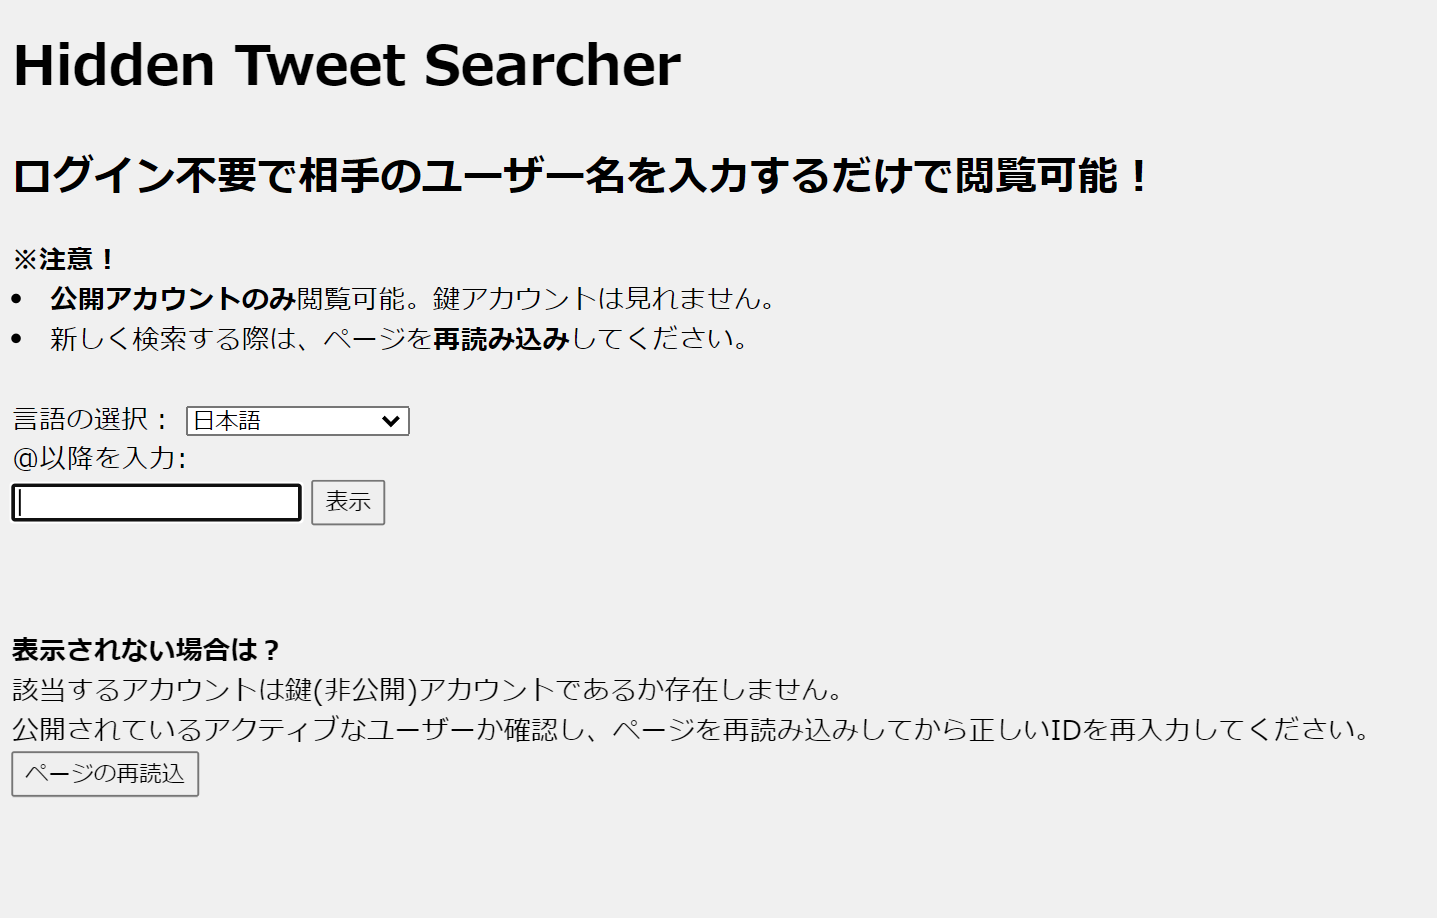 Hidden Tweet Searcher
ログイン不要で相手のユーザー名を入力するだけで閲覧可能！
※注意！
• 公開アカウントのみ閲覧可能。鍵アカウントは見れません。
• 新しく検索する際は、ページを再読み込みしてください。
言語の選択： 日本語
@以降を入力:
表示
表示されない場合は？
該当するアカウントは鍵(非公開)アカウントであるか存在しません。
公開されているアクティブなユーザーか確認し、ページを再読み込みしてから正しいIDを再入力してください。
ページの再読込